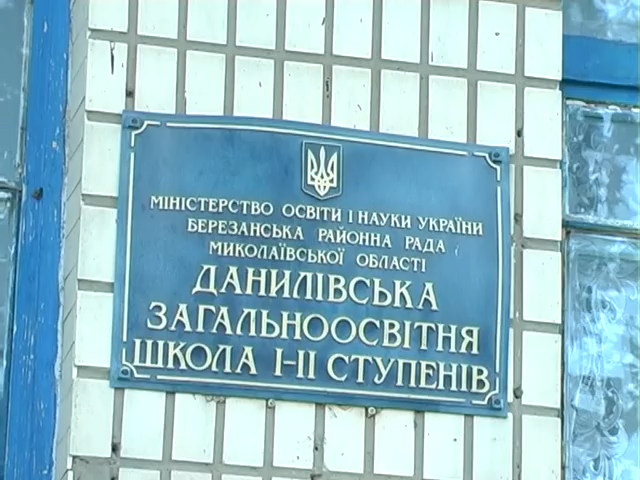 МІНІСТЕРСТВО ОСВІТИ І НАУКИ УКРАЇНИ
БЕРЕЗАНСЬКА РАЙОННА РАДА
МИКОЛАЇВСЬКОЇ ОБЛАСТІ
ДАНИЛІВСЬКА
ЗАГАЛЬНООСВІТНЯ
ШКОЛА І-ІІ СТУПЕНІВ